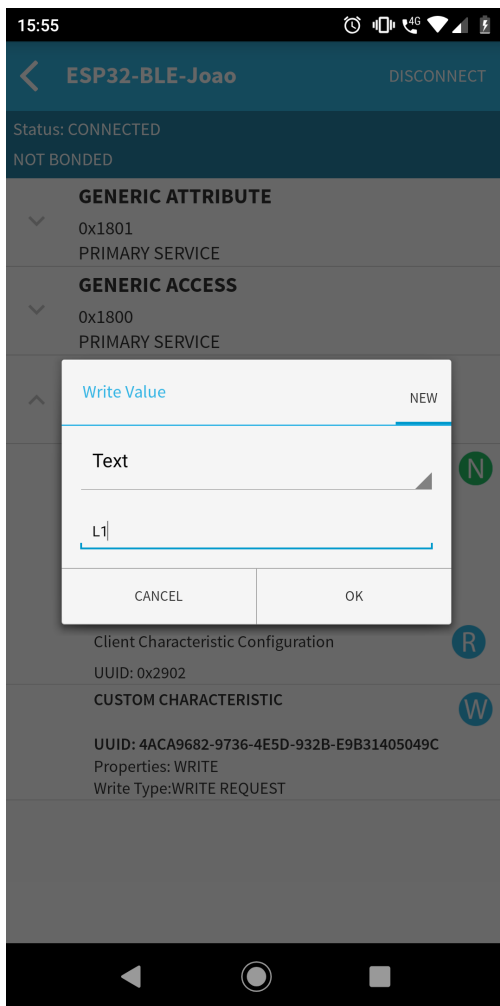 15:55
4G
ESP32-BLE-Joao
DISCONNECT
Status: CONNECTED
NOT BONDED
GENERIC ATTRIBUTE
0x1801
PRIMARY SERVICE
GENERIC ACCESS
0x1800
PRIMARY SERVICE
Write Value
NEW
Text
N
L1
CANCEL
OK
Client Characteristic Configuration
R
UUID: 0x2902
CUSTOM CHARACTERISTIC
W
UUID: 4ACA9682-9736-4E5D-932B-E9B31405049C
Properties: WRITE
Write Type:WRITE REQUEST